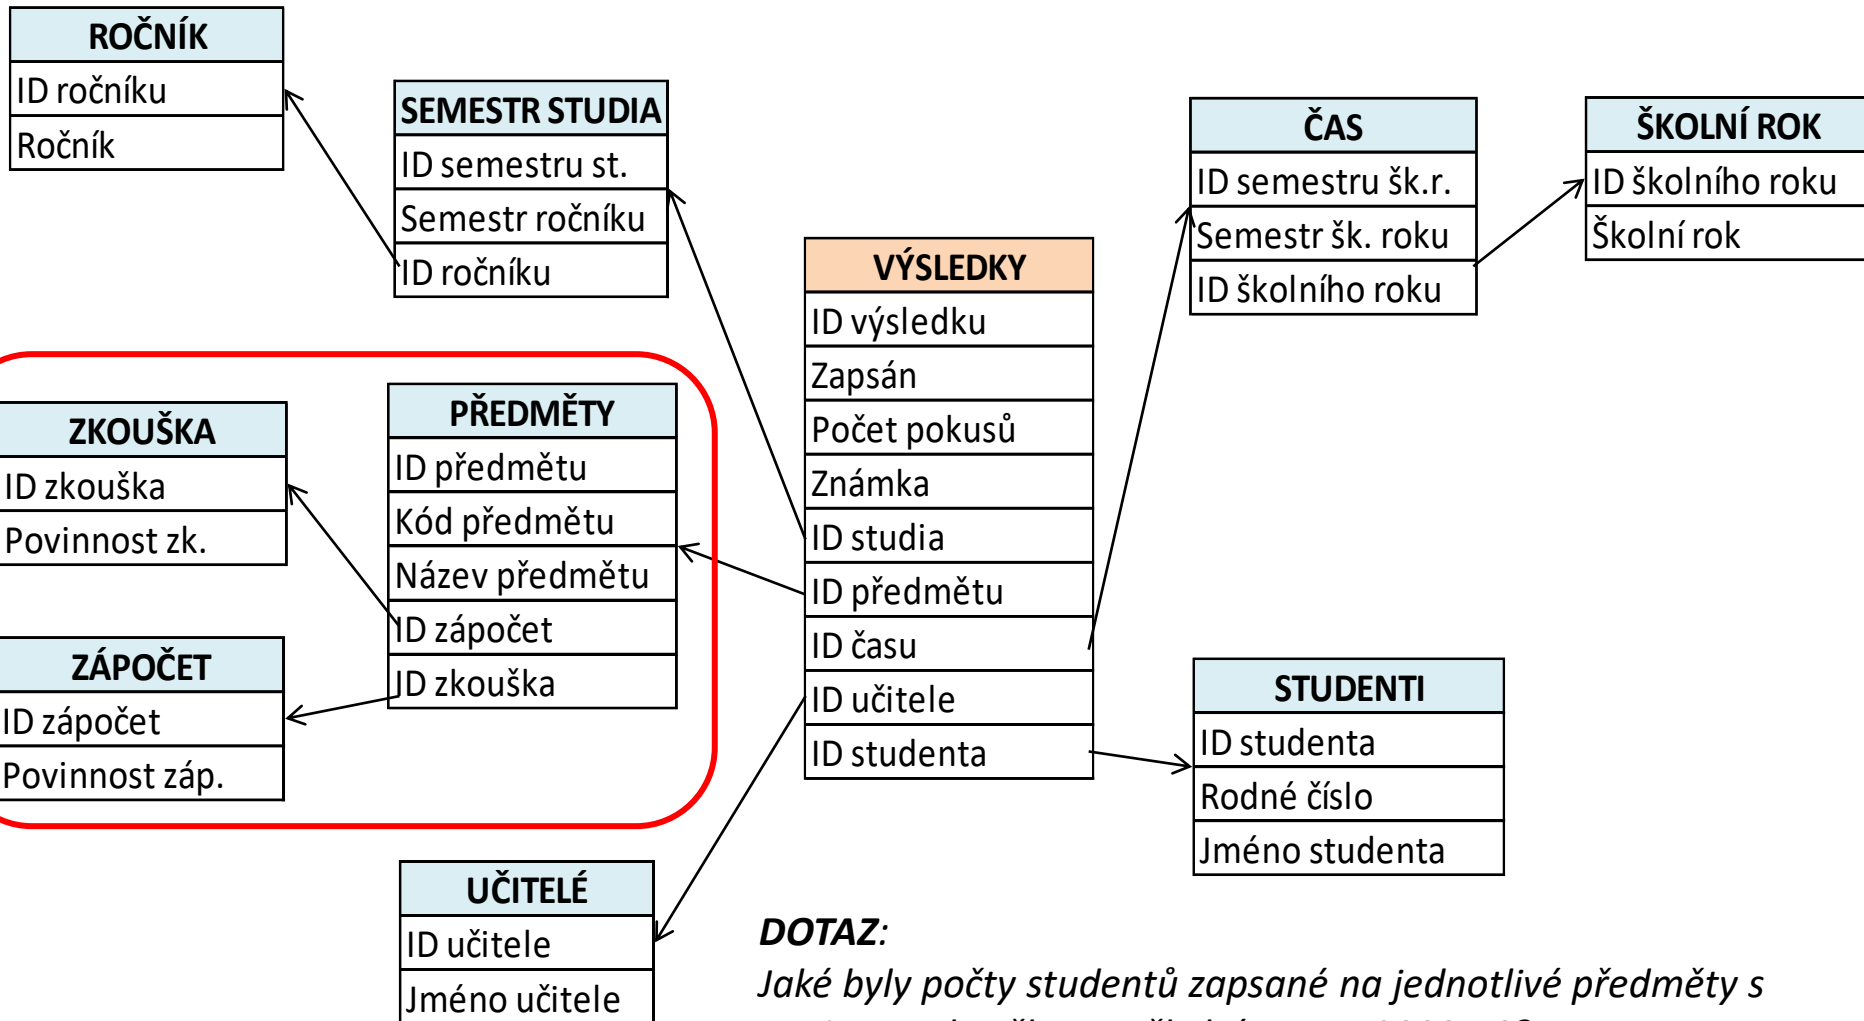 ROČNÍK
ID ročníku
Ročník
SEMESTR STUDIA
ID semestru st.
Semestr ročníku
ID ročníku
ČAS
ID semestru šk.r.
Semestr šk. roku
ID školního roku
ŠKOLNÍ ROK
ID školního roku
Školní rok
VÝSLEDKY
ID výsledku
Zapsán
Počet pokusů
Známka
ID studia
ID předmětu
ID času
ID učitele
ID studenta
ZKOUŠKA
ID zkouška
Povinnost zk.
PŘEDMĚTY
ID předmětu
Kód předmětu
Název předmětu
ID zápočet
ID zkouška
ZÁPOČET
ID zápočet
Povinnost záp.
STUDENTI
ID studenta
Rodné číslo
Jméno studenta
UČITELÉ
ID učitele
Jméno učitele
DOTAZ:
Jaké byly počty studentů zapsané na jednotlivé předměty s